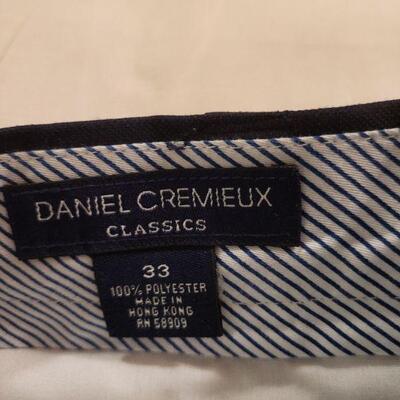 DANIEL CREMIEUX
CLASSICS
33
100% POLYESTER
MADE IN
HONG KONG
RN 58909